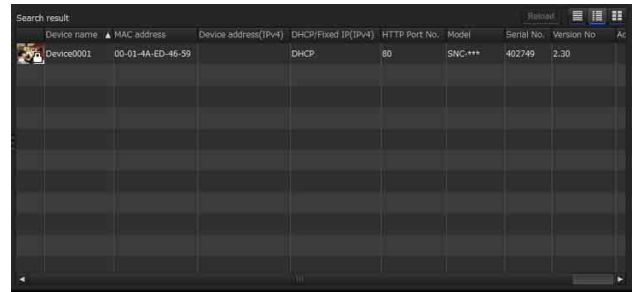 Search result
Reload
Device name MAC address Device address(IPv4) DHCP/Fixed IP(IPv4) HTTP Port No. Model Serial No. Version No Ac
Device0001 00-01-4A-ED-46-59 DHCP 80 SNC-*** 402749 2.30